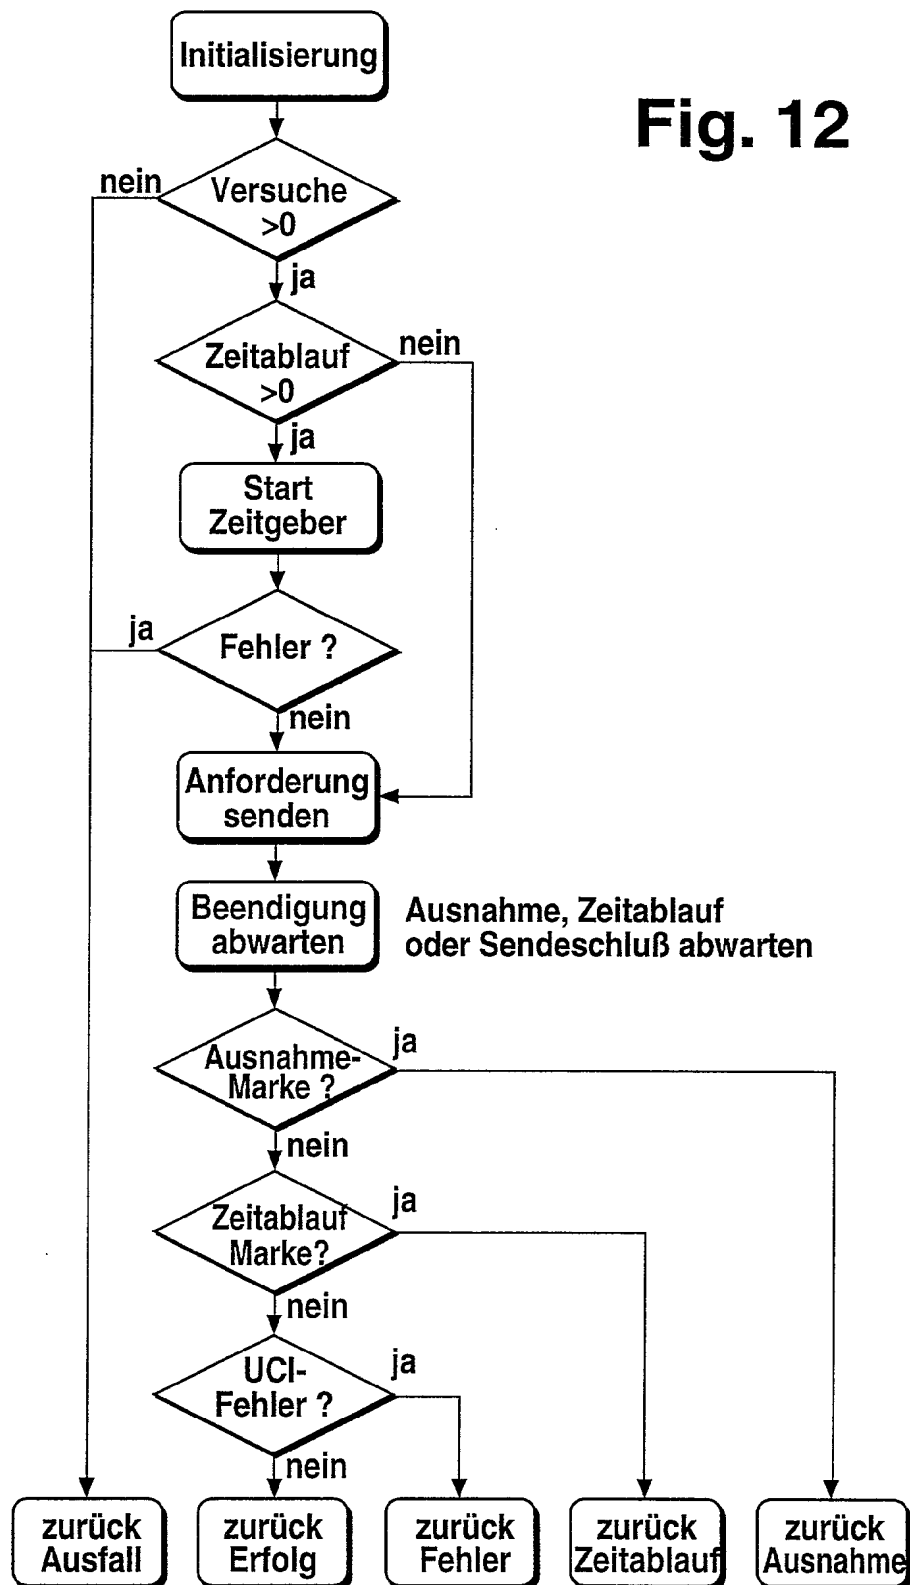 Initialisierung
Fig. 12
nein
Versuche
>0
ja
Zeitablauf
>0
nein
ja
Start
Zeitgeber
ja
Fehler ?
nein
Anforderung
senden
Beendigung
abwarten
Ausnahme, Zeitablauf
oder Sendeschluß abwarten
Ausnahme-
Marke ?
ja
nein
Zeitablauf
Marke?
ja
nein
UCI-
Fehler ?
ja
nein
zurück
Ausfall
zurück
Erfolg
zurück
Fehler
zurück
Zeitablauf
zurück
Ausnahme